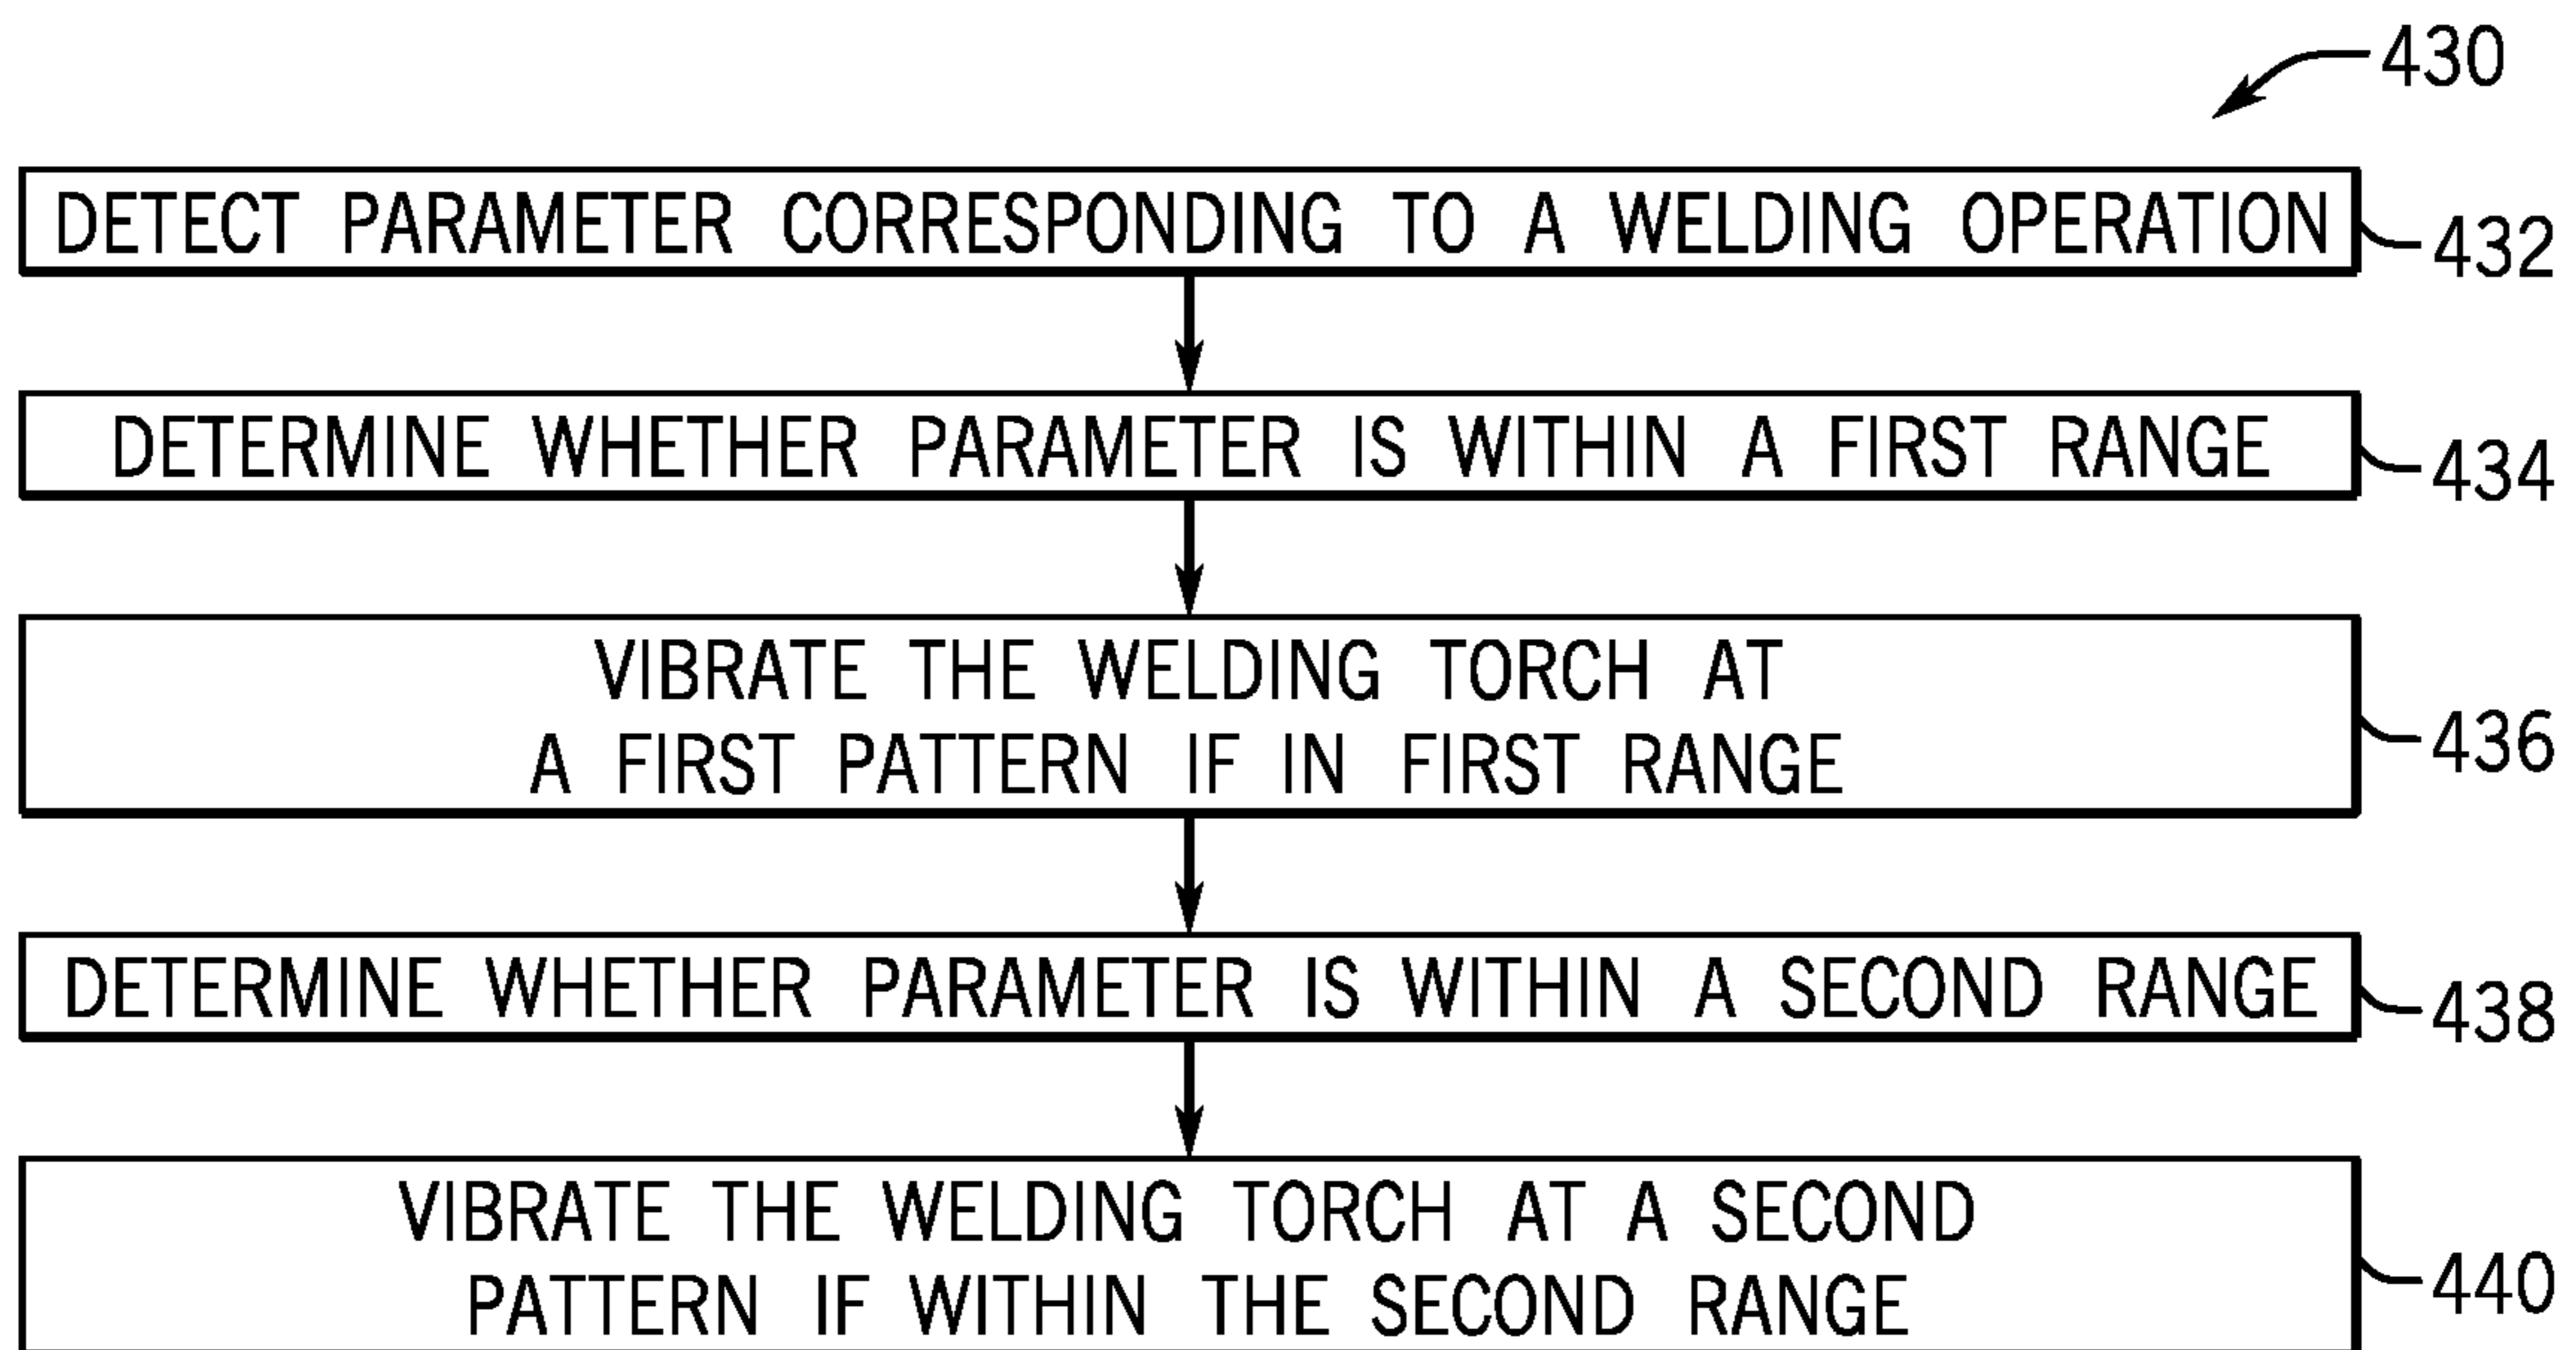 430
DETECT PARAMETER CORRESPONDING TO A WELDING OPERATION
432
DETERMINE WHETHER PARAMETER IS WITHIN A FIRST RANGE
434
VIBRATE THE WELDING TORCH AT
A FIRST PATTERN IF IN FIRST RANGE
436
DETERMINE WHETHER PARAMETER IS WITHIN A SECOND RANGE
438
VIBRATE THE WELDING TORCH AT A SECOND
PATTERN IF WITHIN THE SECOND RANGE
440